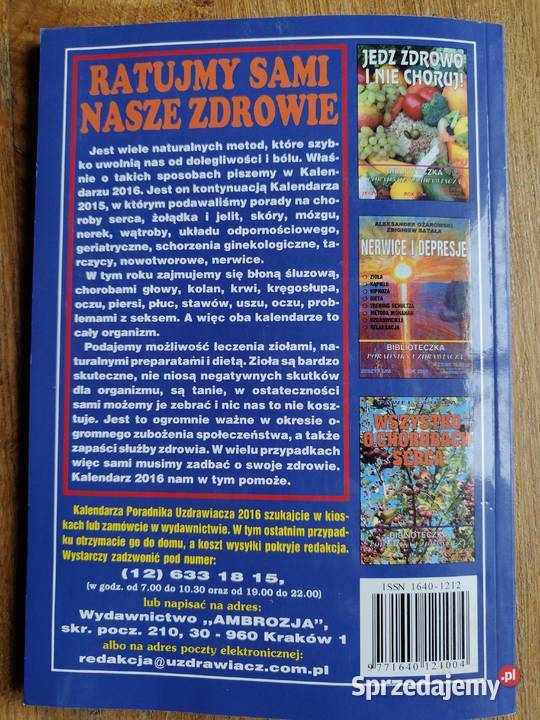 RATUJMY SAMI
NASZE ZDROWIE
Jest wiele naturalnych metod, które szyb-
ko uwolnią nas od dolegliwości i bólu. Właś-
nie o takich sposobach piszemy w Kalen-
darzu 2016. Jest on kontynuacją Kalendarza
2015, w którym podawaliśmy porady na cho-
roby serca, żołądka i jelit, skóry, mózgu,
nerek, wątroby, układu odpornościowego,
geriatryczne, schorzenia ginekologiczne, tar-
czycy, nowotworowe, nerwice.
W tym roku zajmujemy się błoną śluzową,
chorobami głowy, kolan, krwi, kręgosłupa,
oczu, piersi, płuc, stawów, uszu, oczu, pro-
blemami z seksem. A więc oba kalendarze to
cały organizm.
Podajemy możliwość leczenia ziołami, na-
turalnymi preparatami i dietą. Zioła są bardzo
skuteczne, nie niosą negatywnych skutków
dla organizmu, są tanie, w ostateczności
sami możemy je zebrać i nic nas to nie kosz-
tuje. Jest to ogromnie ważne w okresie o-
gromnego zubożenia społeczeństwa, a także
zapaści służby zdrowia. W wielu przypadkach
więc sami musimy zadbać o swoje zdrowie.
Kalendarz 2016 nam w tym pomoże.
Kalendarza Poradnika Uzdrawiacza 2016 szukajcie w kios-
kach lub zamówcie w wydawnictwie. W tym ostatnim przypad-
ku otrzymacie go do domu, a koszt wysyłki pokryje redakcja.
Wystarczy zadzwonić pod numer:
(12) 633 18 15,
(w godz. od 7.00 do 10.30 oraz od 19.00 do 22.00)
lub napisać na adres:
Wydawnictwo „AMBROZJA”,
skr. pocz. 210, 30 - 960 Kraków 1
albo na adres poczty elektronicznej:
redakcja@uzdrawiacz.com.pl
JEDZ ZDROWO
I NIE CHORUJ!
BIBLIOTECZKA
PORADNIKA UZDRAWIACZA
ALEKSANDER OŻAROWSKI
ZBIGNIEW SATAŁA
NERWICE I DEPRESJE
ZIOŁA
KĄPIELE
HIPNOZA
DIETA
TRENING SCHULTZA
METODA MONANAN
UZDROWICIELE
RELAKSACJA
BIBLIOTECZKA
PORADNIKA UZDRAWIACZA
WSZYSTKO
O CHOROBACH
SERCA
BIBLIOTECZKA
ISSN 1640-1212
9 771640 121004
Sprzedajemy.pl